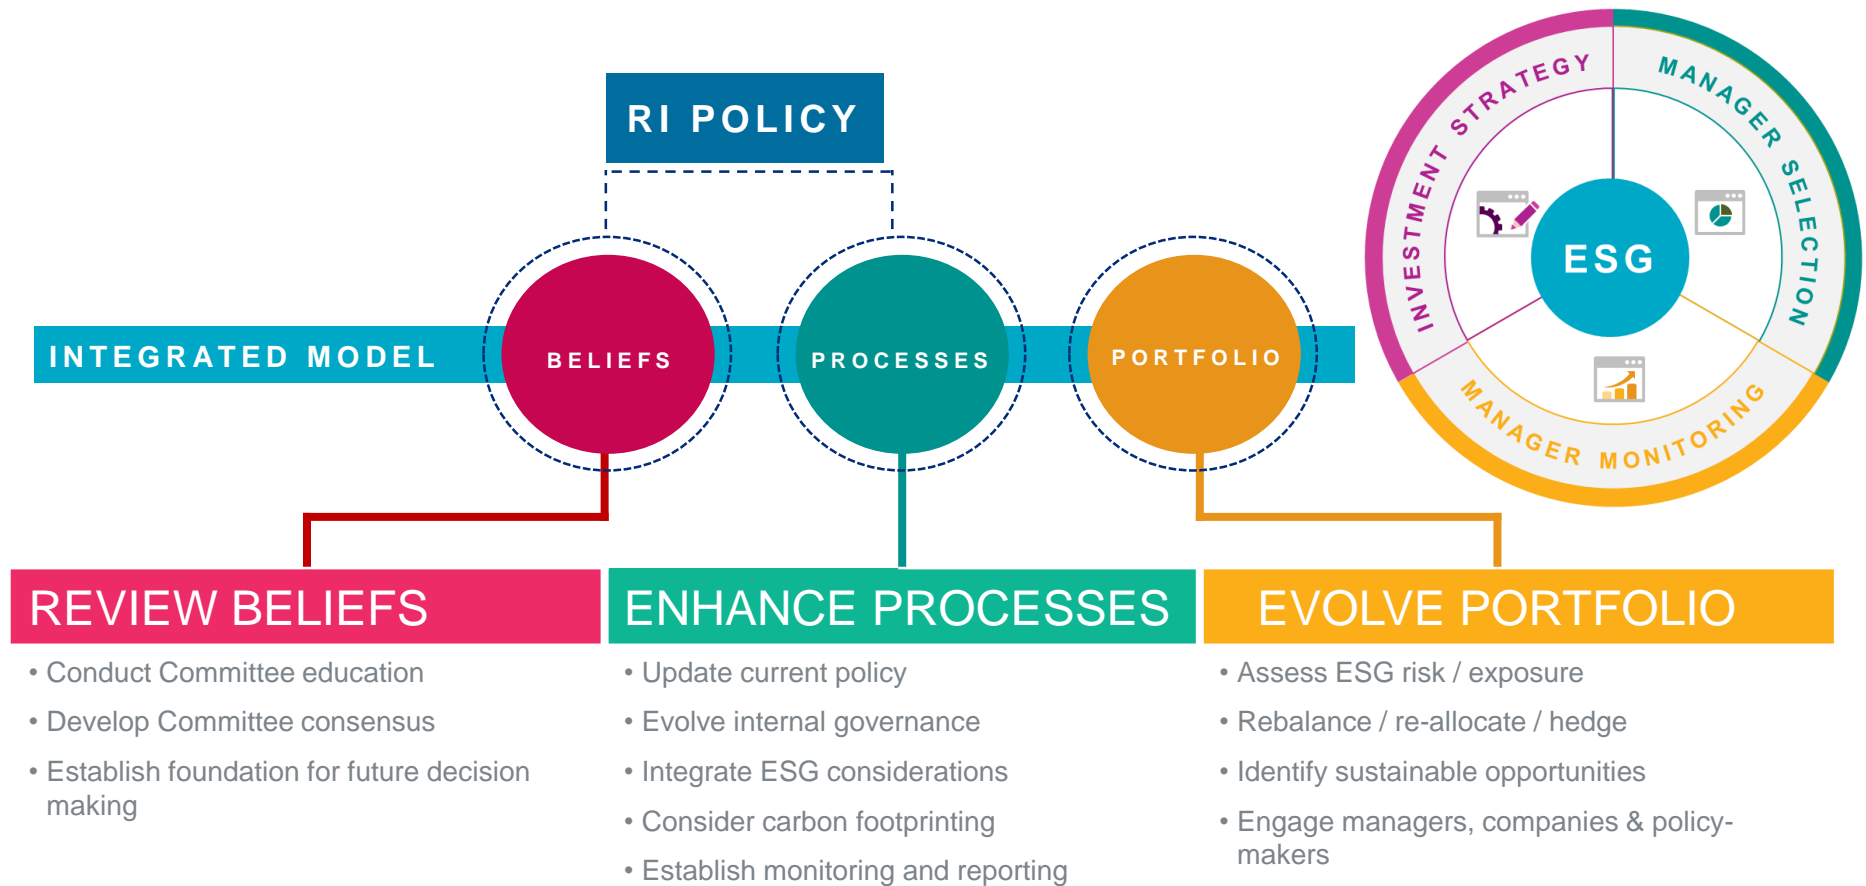 RI POLICY
INTEGRATED MODEL
BELIEFS
PROCESSES
PORTFOLIO
INVESTMENT STRATEGY
MANAGER SELECTION
MANAGER MONITORING
ESG
REVIEW BELIEFS
• Conduct Committee education
• Develop Committee consensus
• Establish foundation for future decision
making
ENHANCE PROCESSES
• Update current policy
• Evolve internal governance
• Integrate ESG considerations
• Consider carbon footprinting
• Establish monitoring and reporting
EVOLVE PORTFOLIO
• Assess ESG risk / exposure
• Rebalance / re-allocate / hedge
• Identify sustainable opportunities
• Engage managers, companies & policy-
makers